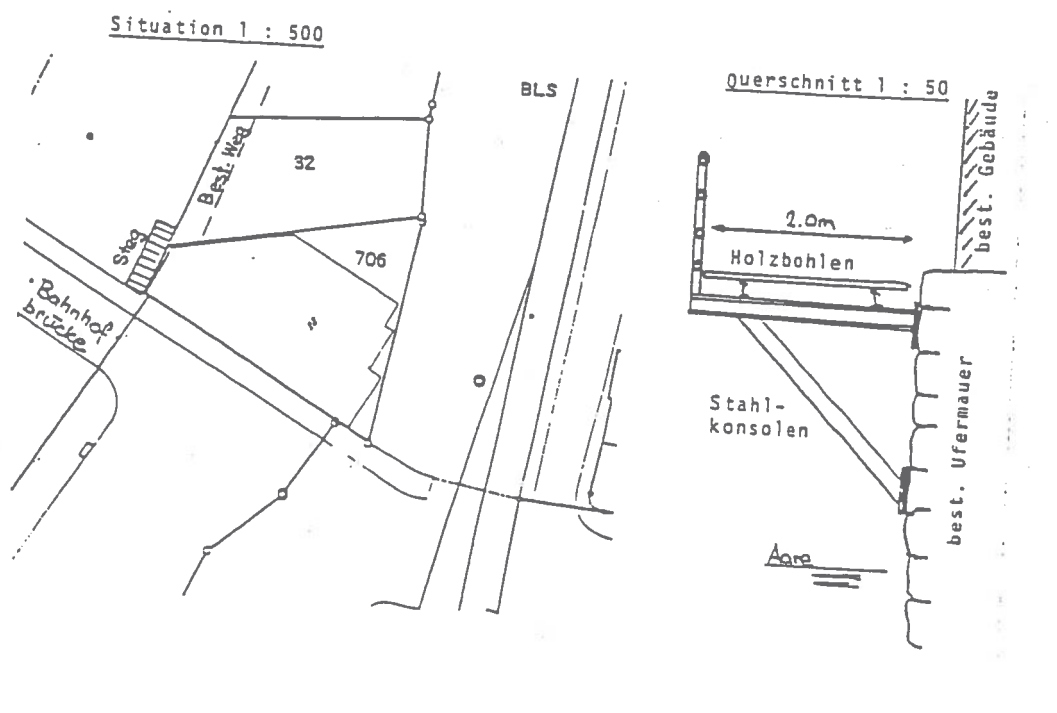 Situation 1 : 500
BLS
Best. Weg
32
Steg
706
Bahnhof-
brücke
Querschnitt 1 : 50
best. Gebäude
2.0m
Holzbohlen
Stahl-
konsolen
best. Ufermauer
Aare